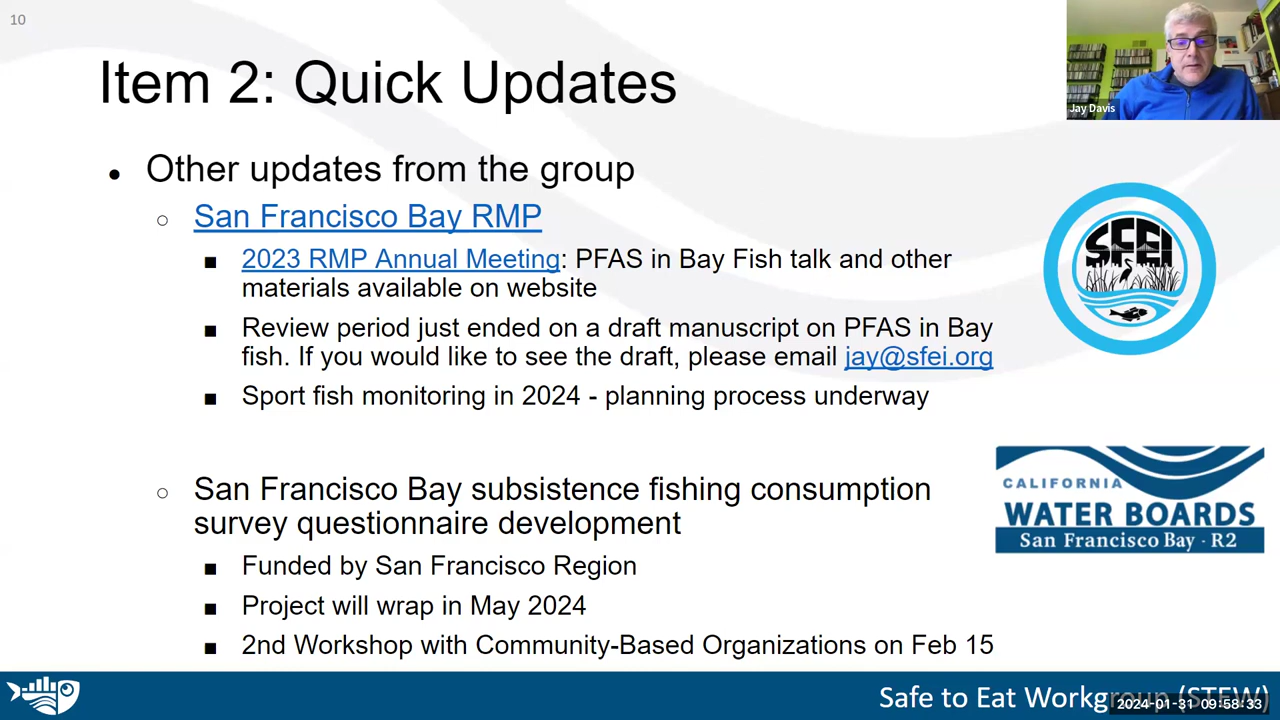 10
Item 2: Quick Updates
Jay Davis
● Other updates from the group
○ San Francisco Bay RMP
■ 2023 RMP Annual Meeting: PFAS in Bay Fish talk and other
materials available on website
■ Review period just ended on a draft manuscript on PFAS in Bay
fish. If you would like to see the draft, please email jay@sfei.org
■ Sport fish monitoring in 2024 - planning process underway
SFEI
○ San Francisco Bay subsistence fishing consumption
survey questionnaire development
■ Funded by San Francisco Region
■ Project will wrap in May 2024
■ 2nd Workshop with Community-Based Organizations on Feb 15
CALIFORNIA
WATER BOARDS
San Francisco Bay · R2
Safe to Eat Workgroup (STEW)
2024-01-31 09:58:33